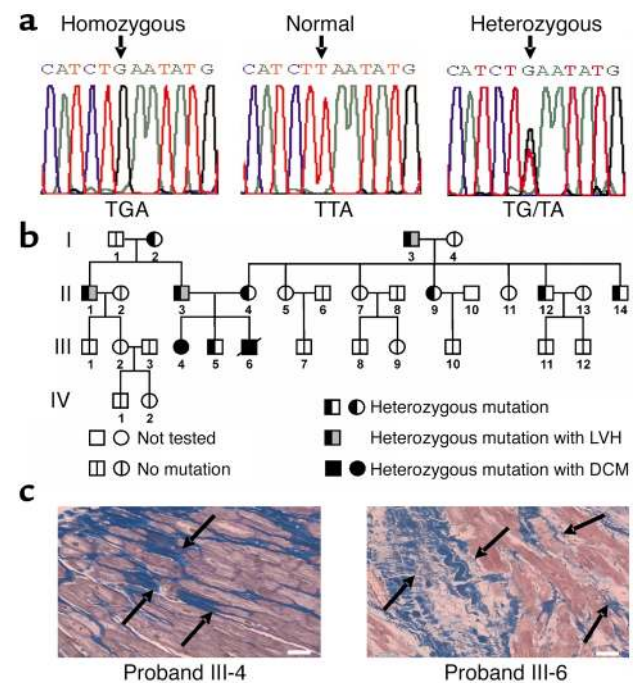 a Homozygous Normal Heterozygous
CATCTGAATATG CATCTTAATATG CATCTGAATATG
TGA TTA TG/TA
b I
1 2 3 4
II
1 2 3 4 5 6 7 8 9 10 11 12 13 14
III
1 2 3 4 5 6 7 8 9 10 11 12
IV
1 2
Heterozygous mutation
Not tested Heterozygous mutation with LVH
No mutation Heterozygous mutation with DCM
c
Proband III-4 Proband III-6